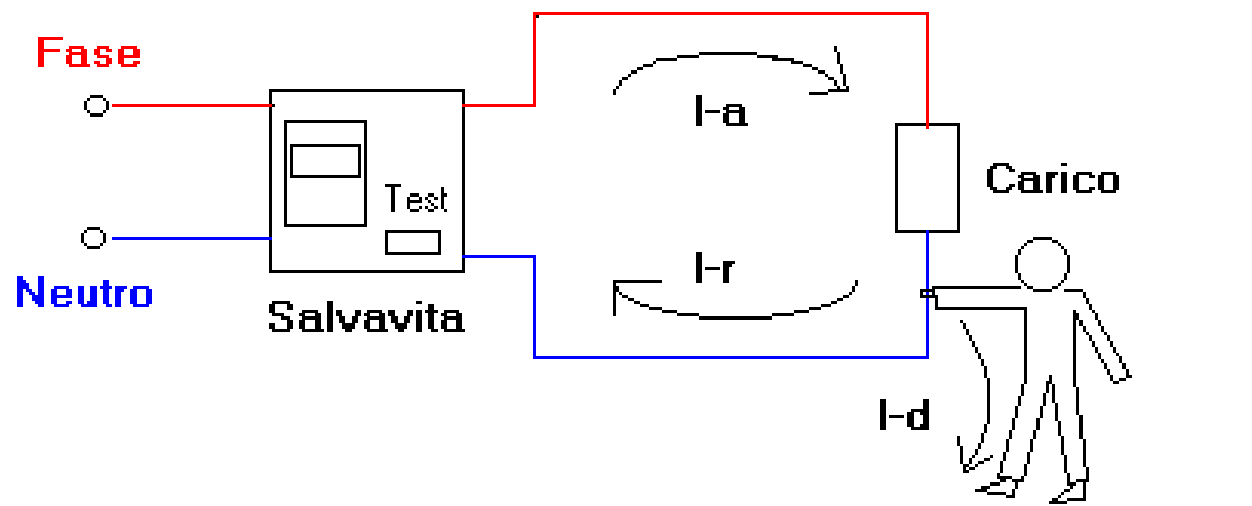 Fase
I-a
Carico
Test
I-r
Neutro
Salvavita
I-d